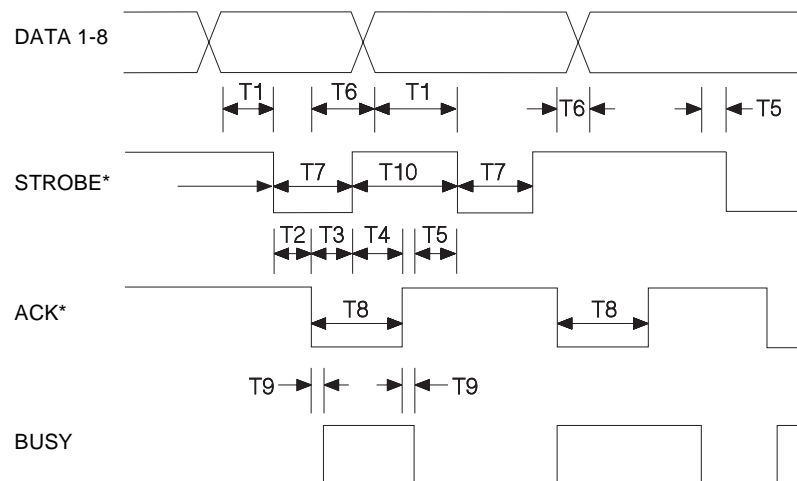 DATA 1-8
T1 T6 T1 T6 T5
STROBE*
T7 T10 T7
T2 T3 T4 T5
ACK*
T8 T8
T9 T9
BUSY